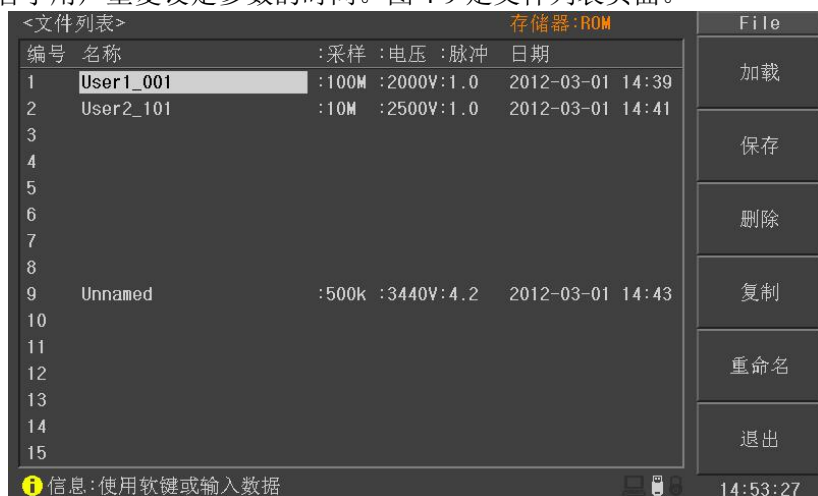 <文件列表> 存储器:ROM File
编号 名称 :采样 :电压 :脉冲 日期
1 User1_001 :100M :2000V:1.0 2012-03-01 14:39
2 User2_101 :10M :2500V:1.0 2012-03-01 14:41
3
4
5
6
7
8
9 Unnamed :500k :3440V:4.2 2012-03-01 14:43
10
11
12
13
14
15
加载
保存
删除
复制
重命名
退出
信息:使用软键或输入数据 14:53:27